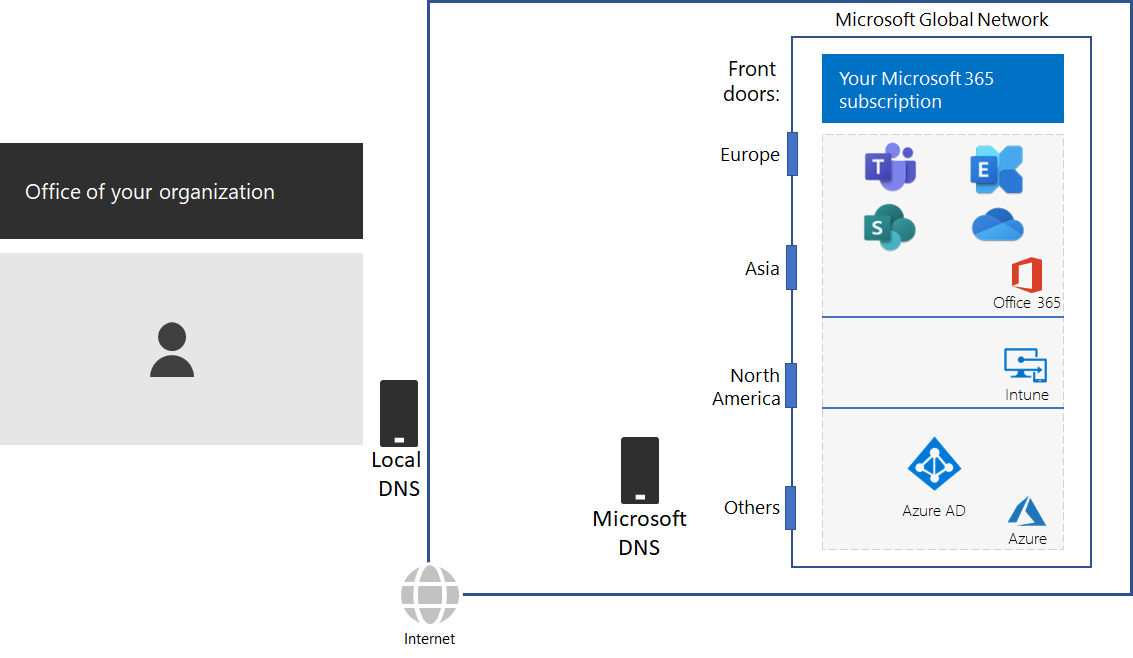 Microsoft Global Network
Front
doors:
Your Microsoft 365
subscription
Europe
T
E
Office of your organization
S
Asia
Office 365
North
America
Intune
Local
DNS
Others
Azure AD
Microsoft
DNS
Azure
Internet